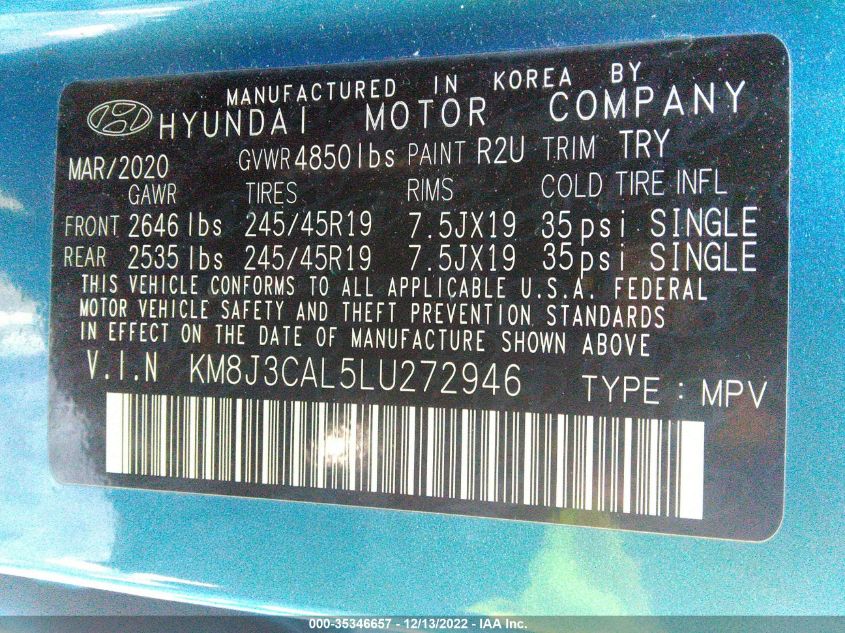 MANUFACTURED IN KOREA BY
HYUNDAI MOTOR COMPANY
MAR/2020 GVWR 4850lbs PAINT R2U TRIM TRY
GAWR TIRES RIMS COLD TIRE INFL
FRONT 2646 lbs 245/45R19 7.5JX19 35psi SINGLE
REAR 2535 lbs 245/45R19 7.5JX19 35psi SINGLE
THIS VEHICLE CONFORMS TO ALL APPLICABLE U.S.A. FEDERAL
MOTOR VEHICLE SAFETY AND THEFT PREVENTION STANDARDS
IN EFFECT ON THE DATE OF MANUFACTURE SHOWN ABOVE
V.I.N KM8J3CAL5LU272946 TYPE : MPV
000-35346657 - 12/13/2022 - IAA Inc.